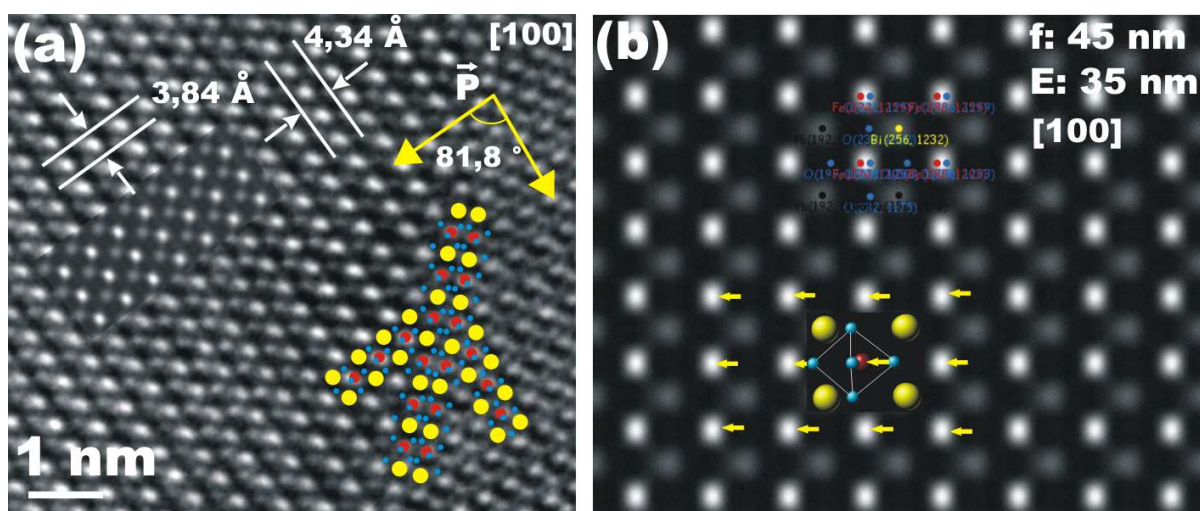 (a)
3,84 Å
4,34 Å
[100]
P
81,8 °
1 nm
(b)
f: 45 nm
E: 35 nm
[100]
Bi(256, 1232)